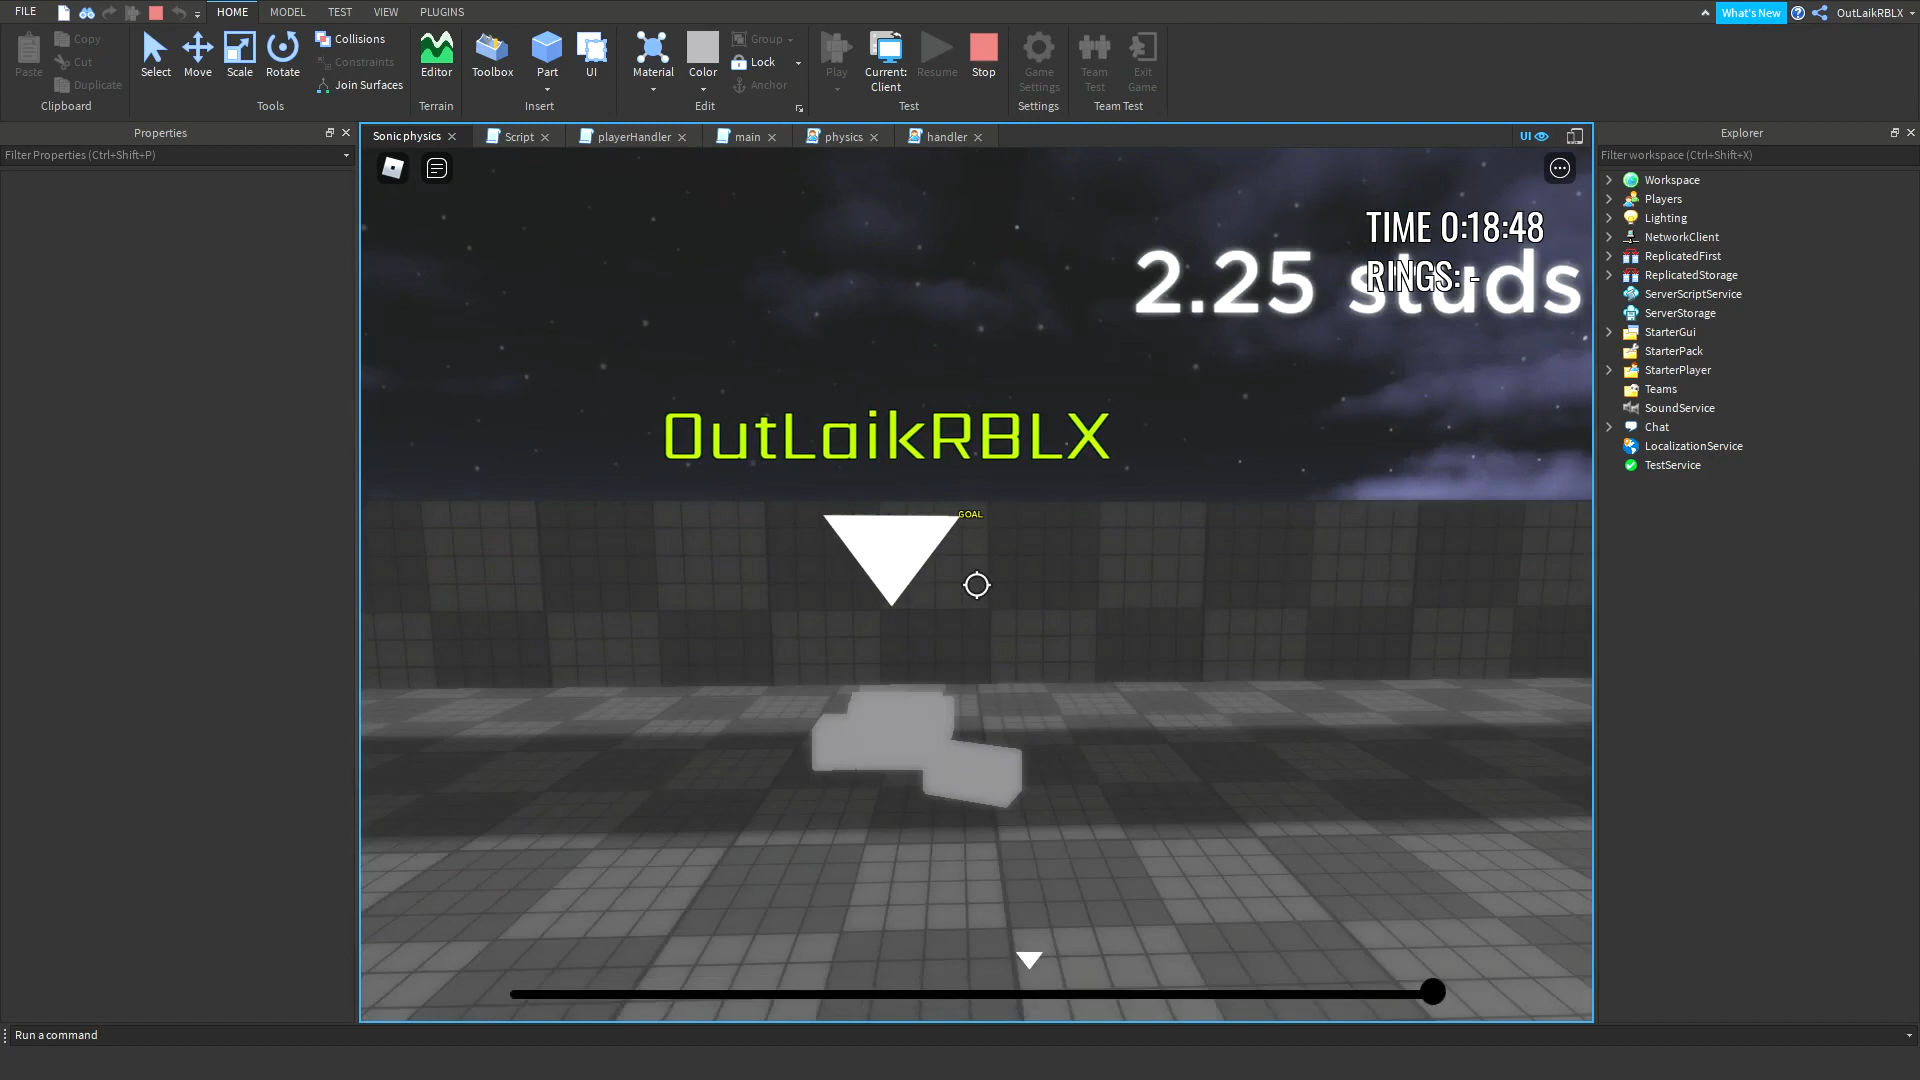 FILE HOME MODEL TEST VIEW PLUGINS What's New OutLaikRBLX
Paste Copy Cut Duplicate Clipboard
Select Move Scale Rotate Collisions Constraints Join Surfaces Tools
Editor Terrain
Toolbox Part UI Insert
Material Color Group Lock Anchor Edit
Play Current: Client Resume Stop Test
Game Settings Settings
Team Test Exit Game Team Test
Properties
Filter Properties (Ctrl+Shift+P)
Sonic physics Script playerHandler main physics handler UI
TIME 0:18:48
RINGS: -
2.25 studs
OutLaikRBLX
GOAL
Explorer
Filter workspace (Ctrl+Shift+X)
Workspace
Players
Lighting
NetworkClient
ReplicatedFirst
ReplicatedStorage
ServerScriptService
ServerStorage
StarterGui
StarterPack
StarterPlayer
Teams
SoundService
Chat
LocalizationService
TestService
Run a command